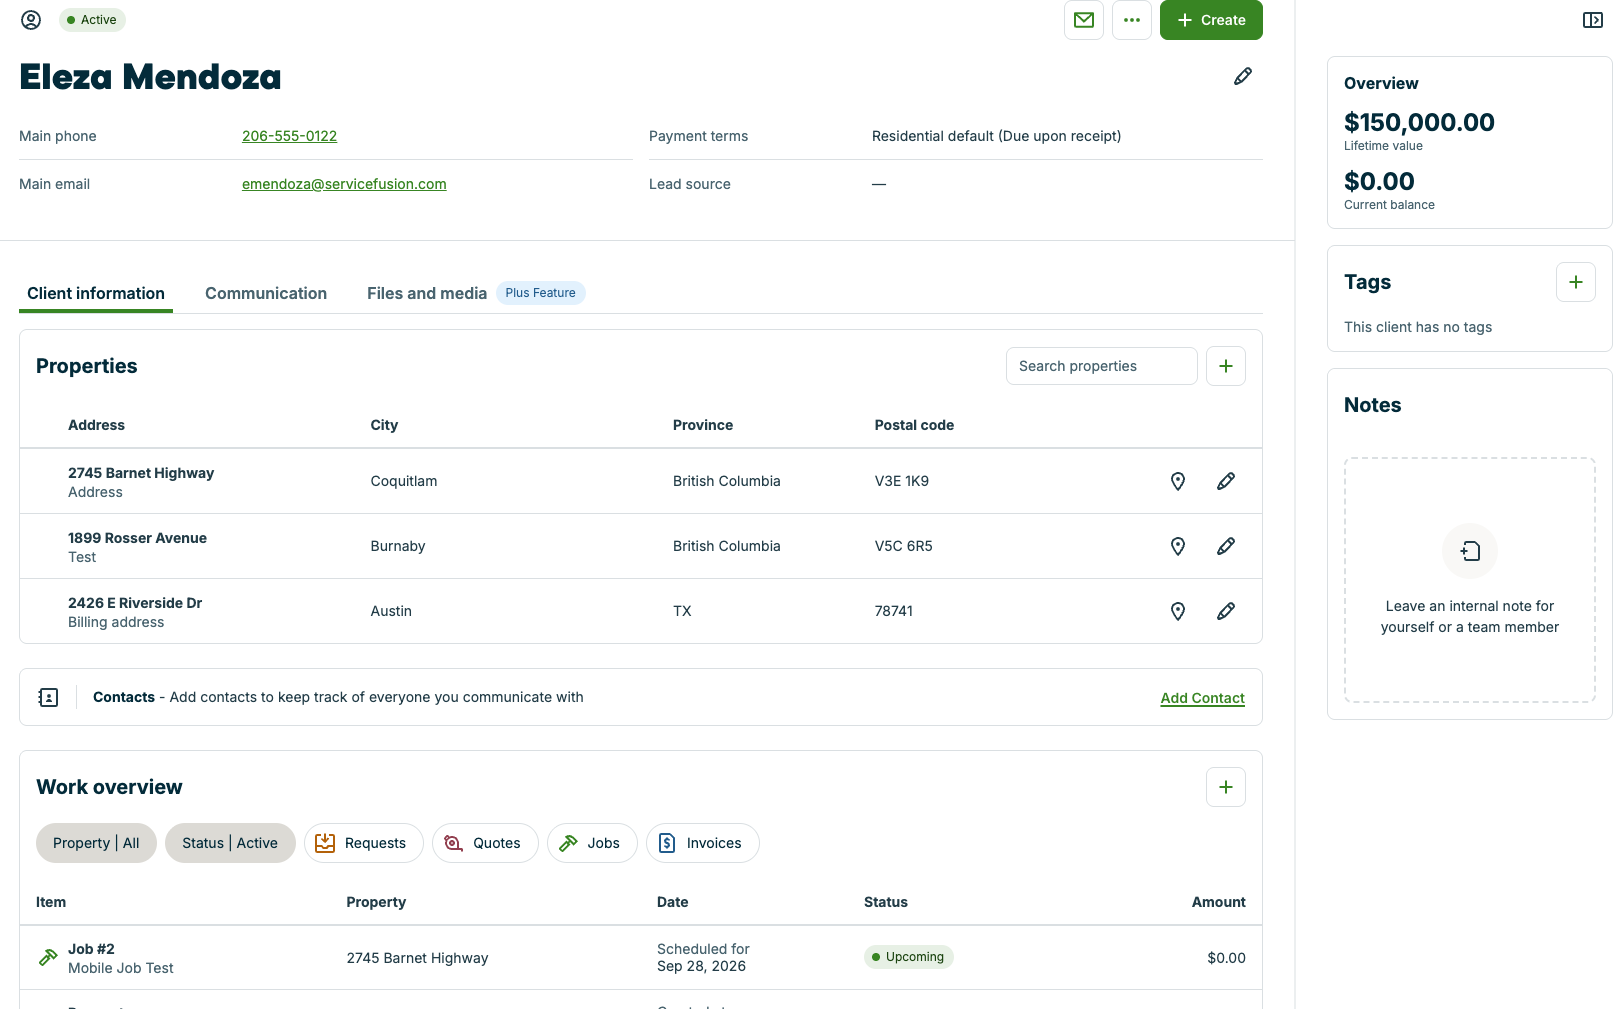 Active
Create
Eleza Mendoza
Main phone
206-555-0122
Payment terms
Residential default (Due upon receipt)
Main email
emendoza@servicefusion.com
Lead source
—
Client information
Communication
Files and media
Plus Feature
Properties
Search properties
Address City Province Postal code
2745 Barnet Highway
Address
Coquitlam
British Columbia
V3E 1K9
1899 Rosser Avenue
Test
Burnaby
British Columbia
V5C 6R5
2426 E Riverside Dr
Billing address
Austin
TX
78741
Contacts - Add contacts to keep track of everyone you communicate with
Add Contact
Work overview
Property | All
Status | Active
Requests
Quotes
Jobs
Invoices
Item Property Date Status Amount
Job #2
Mobile Job Test
2745 Barnet Highway
Scheduled for
Sep 28, 2026
Upcoming
$0.00
Overview
$150,000.00
Lifetime value
$0.00
Current balance
Tags
This client has no tags
Notes
Leave an internal note for
yourself or a team member